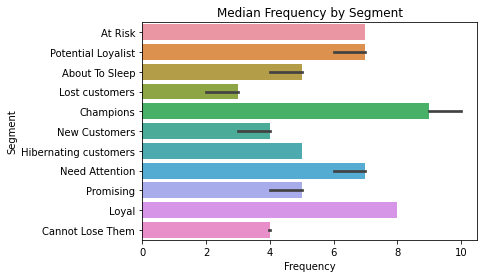 Median Frequency by Segment
Segment
At Risk
Potential Loyalist
About To Sleep
Lost customers
Champions
New Customers
Hibernating customers
Need Attention
Promising
Loyal
Cannot Lose Them
0 2 4 6 8 10
Frequency